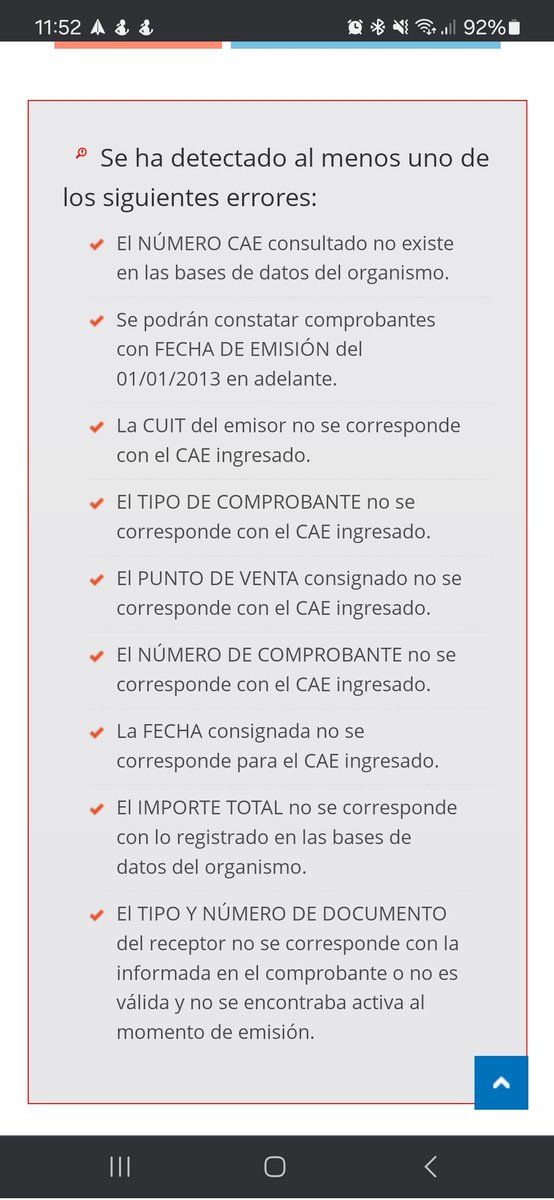 11:52
92%
Se ha detectado al menos uno de
los siguientes errores:
El NÚMERO CAE consultado no existe
en las bases de datos del organismo.
Se podrán constatar comprobantes
con FECHA DE EMISIÓN del
01/01/2013 en adelante.
La CUIT del emisor no se corresponde
con el CAE ingresado.
El TIPO DE COMPROBANTE no se
corresponde con el CAE ingresado.
El PUNTO DE VENTA consignado no se
corresponde con el CAE ingresado.
El NÚMERO DE COMPROBANTE no se
corresponde con el CAE ingresado.
La FECHA consignada no se
corresponde para el CAE ingresado.
El IMPORTE TOTAL no se corresponde
con lo registrado en las bases de
datos del organismo.
El TIPO Y NÚMERO DE DOCUMENTO
del receptor no se corresponde con la
informada en el comprobante o no es
válida y no se encontraba activa al
momento de emisión.